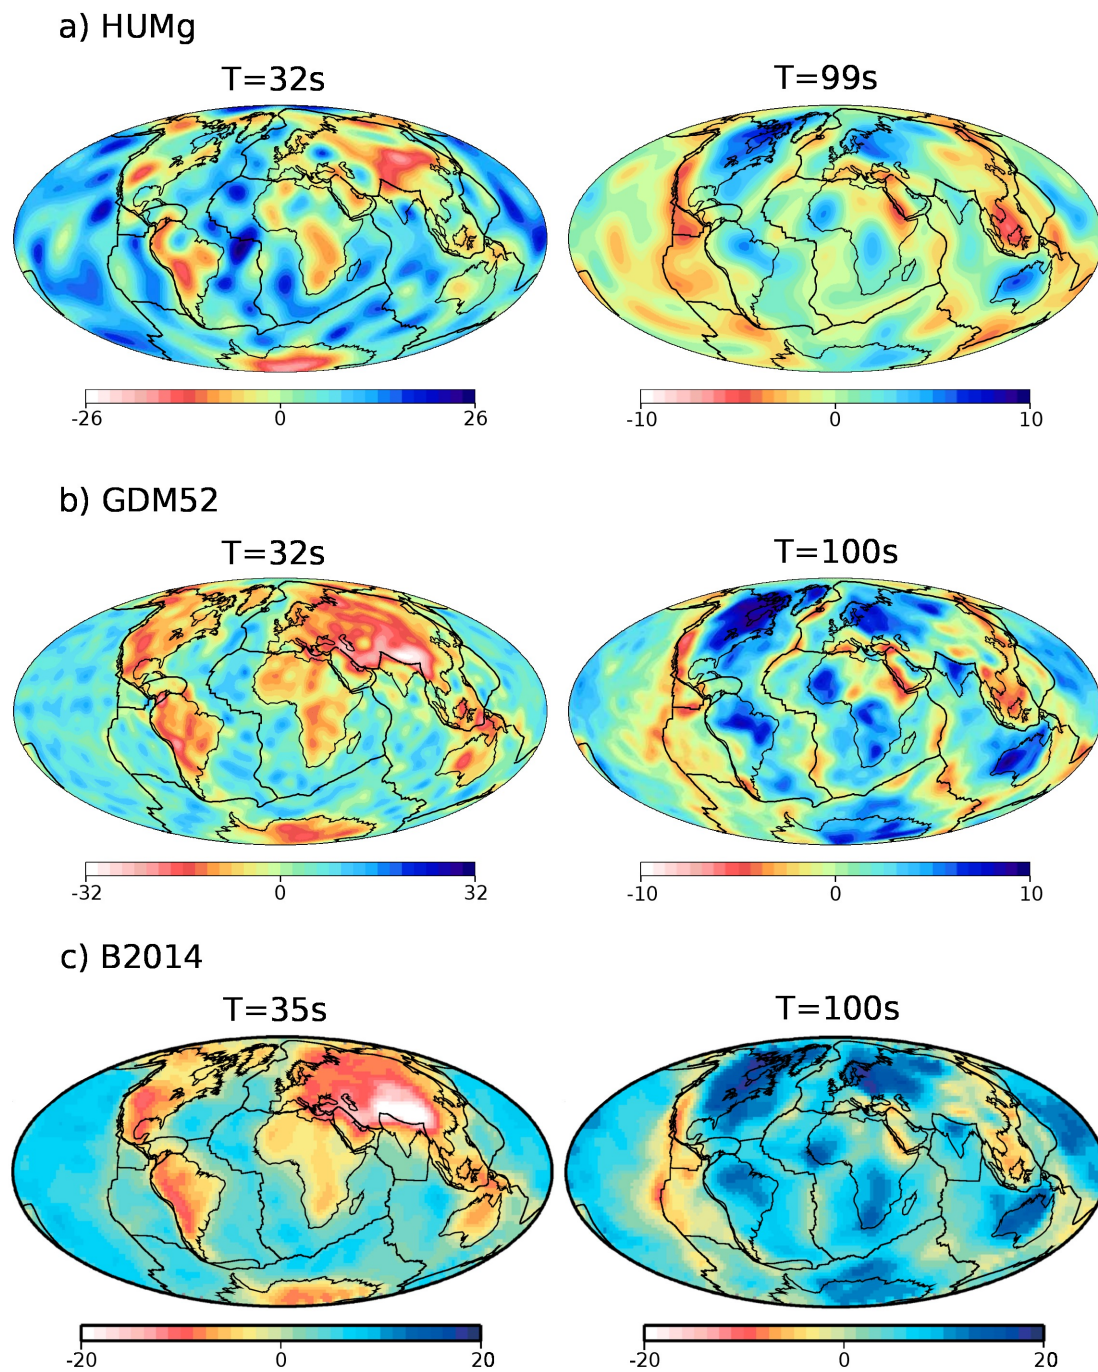 a) HUMg
T=32s T=99s
-26 0 26 -10 0 10
b) GDM52
T=32s T=100s
-32 0 32 -10 0 10
c) B2014
T=35s T=100s
-20 0 20 -20 0 20